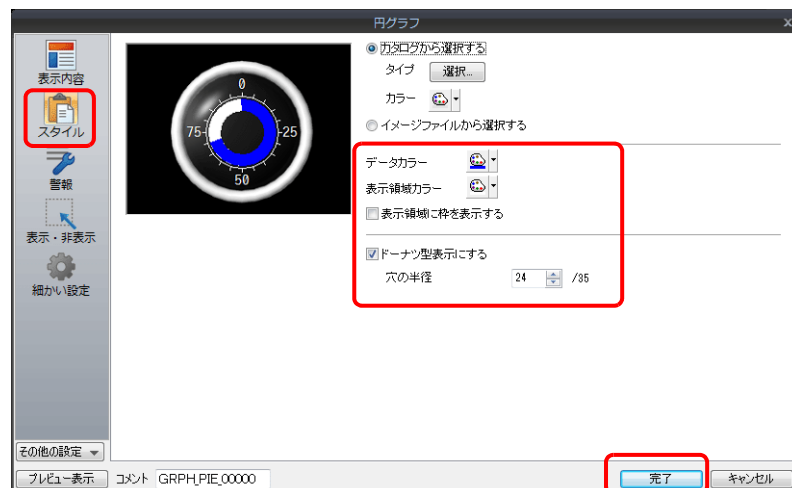 円グラフ
x
表示内容
スタイル
警報
表示・非表示
細かい設定
その他の設定
0
25
50
75
カタログから選択する
タイプ 選択...
カラー
イメージファイルから選択する
データカラー
表示領域カラー
表示領域に枠を表示する
ドーナツ型表示にする
穴の半径 24 /35
プレビュー表示 コメント GRPH_PIE_00000 完了 キャンセル